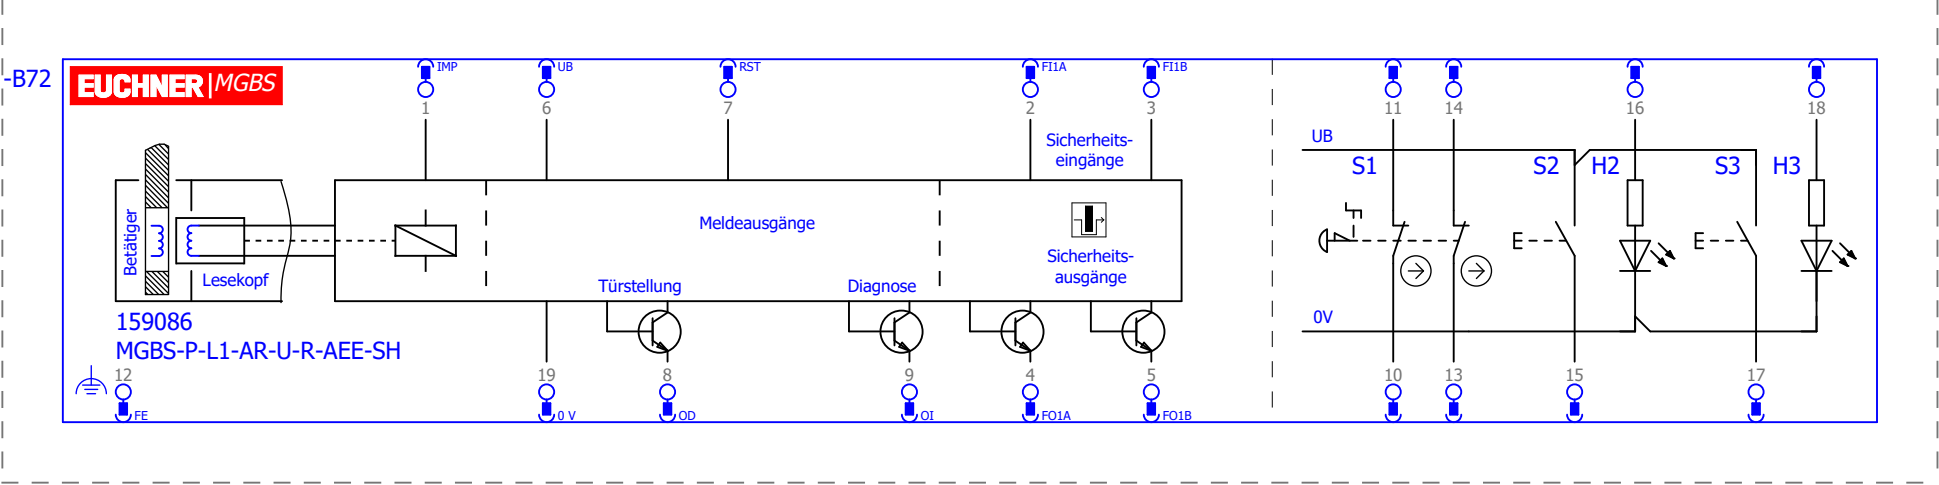 -B72
EUCHNER|MGBS
IMP
UB
RST
FI1A
FI1B
1
6
7
2
3
11
14
16
18
Sicherheits-
eingänge
UB
S1
S2
H2
S3
H3
Betätiger
Lesekopf
Meldeausgänge
Sicherheits-
ausgänge
Türstellung
Diagnose
0V
159086
MGBS-P-L1-AR-U-R-AEE-SH
12
19
8
9
4
5
10
13
15
17
FE
0 V
OD
OI
FO1A
FO1B